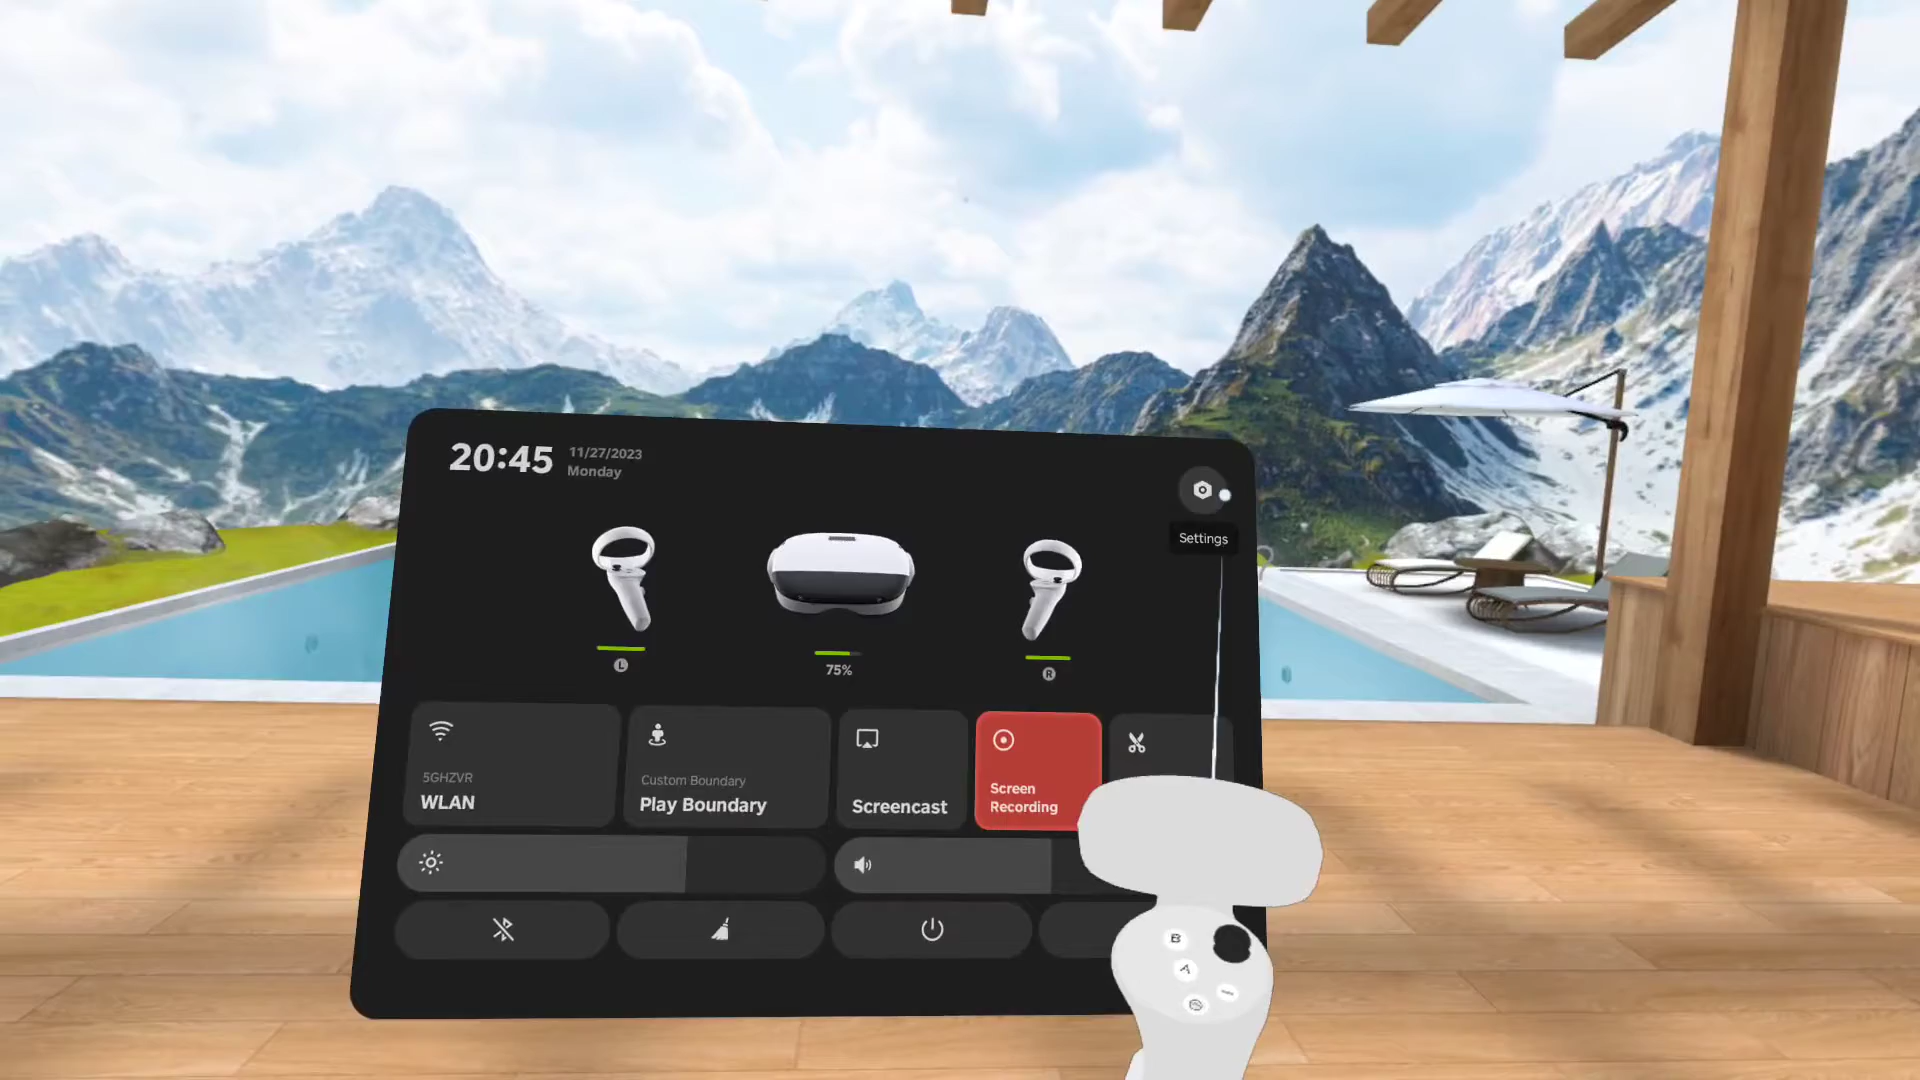 20:45
11/27/2023
Monday
Settings
L
75%
R
5GHZVR
WLAN
Custom Boundary
Play Boundary
Screencast
Screen
Recording
B
A